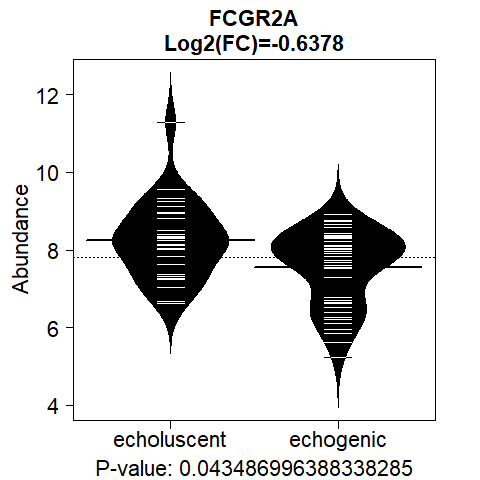 FCGR2A
Log2(FC)=-0.6378
Abundance
12
10
8
6
4
echoluscent echogenic
P-value: 0.043486996388338285